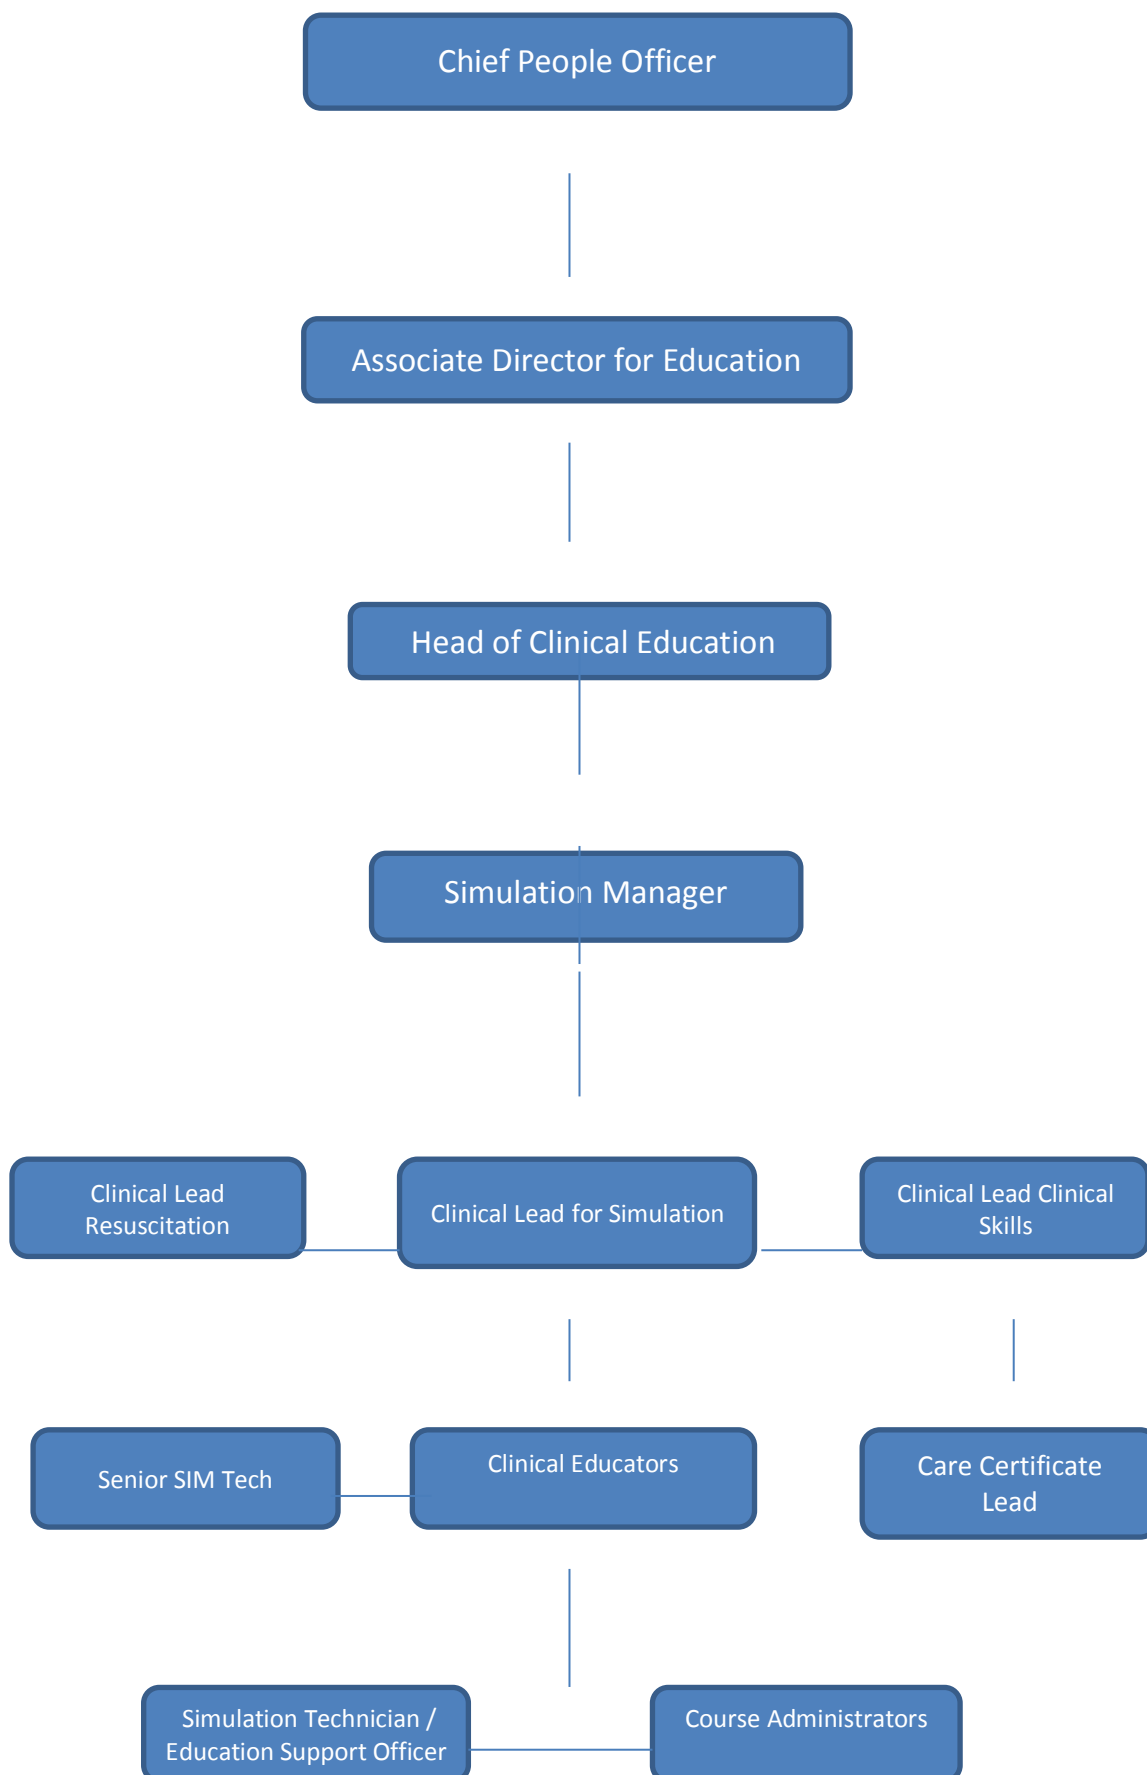 Chief People Officer
Associate Director for Education
Head of Clinical Education
Simulation Manager
Clinical Lead
Resuscitation
Clinical Lead for Simulation
Clinical Lead Clinical
Skills
Senior SIM Tech
Clinical Educators
Care Certificate
Lead
Simulation Technician /
Education Support Officer
Course Administrators